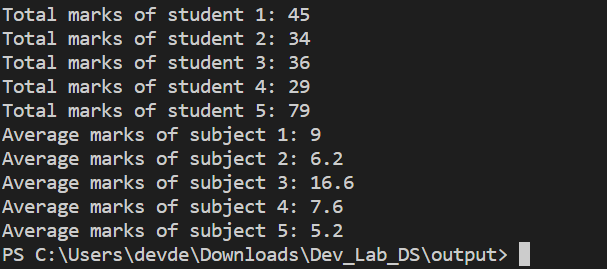 Total marks of student 1: 45
Total marks of student 2: 34
Total marks of student 3: 36
Total marks of student 4: 29
Total marks of student 5: 79
Average marks of subject 1: 9
Average marks of subject 2: 6.2
Average marks of subject 3: 16.6
Average marks of subject 4: 7.6
Average marks of subject 5: 5.2
PS C:\Users\devde\Downloads\Dev_Lab_DS\output>